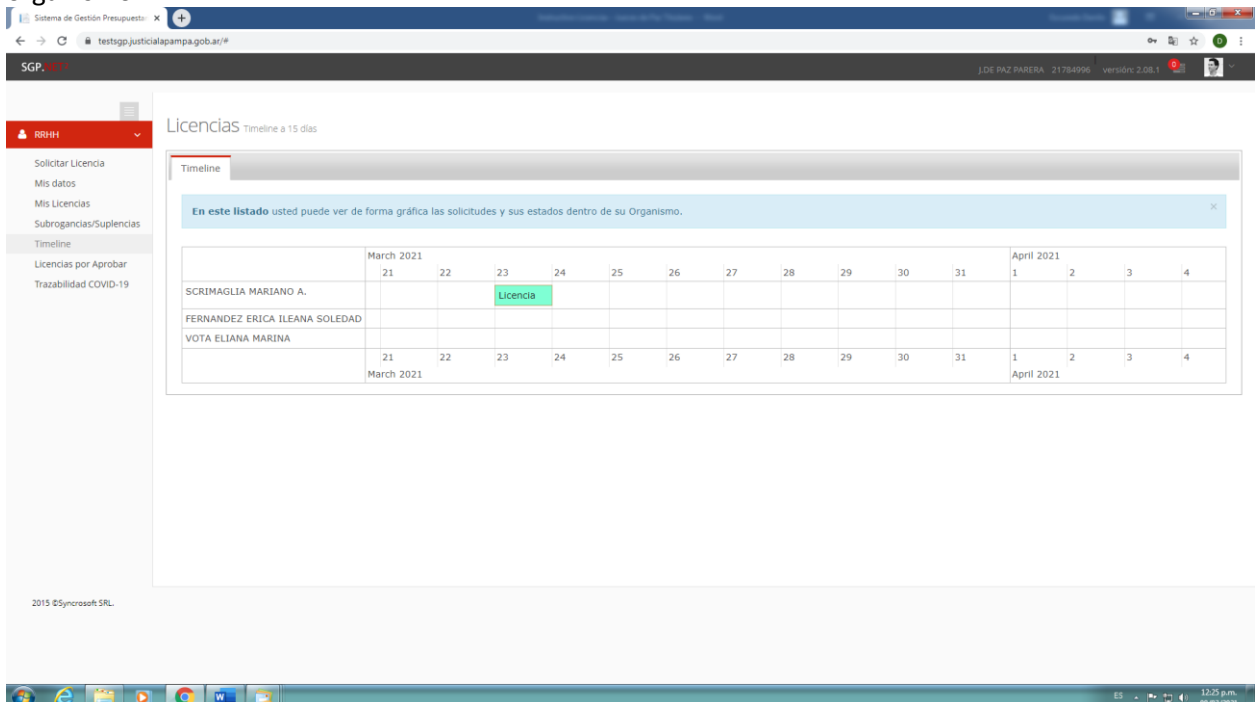 Sistema de Gestión Presupuesta
testsgp.justicialapampa.gob.ar/#
SGP.NET
J.DE PAZ PARERA 21784996 versión: 2.08.1 0
RRHH
Solicitar Licencia
Mis datos
Mis Licencias
Subrogancias/Suplencias
Timeline
Licencias por Aprobar
Trazabilidad COVID-19
Licencias Timeline a 15 días
Timeline
En este listado usted puede ver de forma gráfica las solicitudes y sus estados dentro de su Organismo.
March 2021 April 2021
21 22 23 24 25 26 27 28 29 30 31 1 2 3 4
SCRIMAGLIA MARIANO A. Licencia
FERNANDEZ ERICA ILEANA SOLEDAD
VOTA ELIANA MARINA
21 22 23 24 25 26 27 28 29 30 31 1 2 3 4
March 2021 April 2021
2015 ©Syncrosoft SRL.
ES 12:25 p.m.